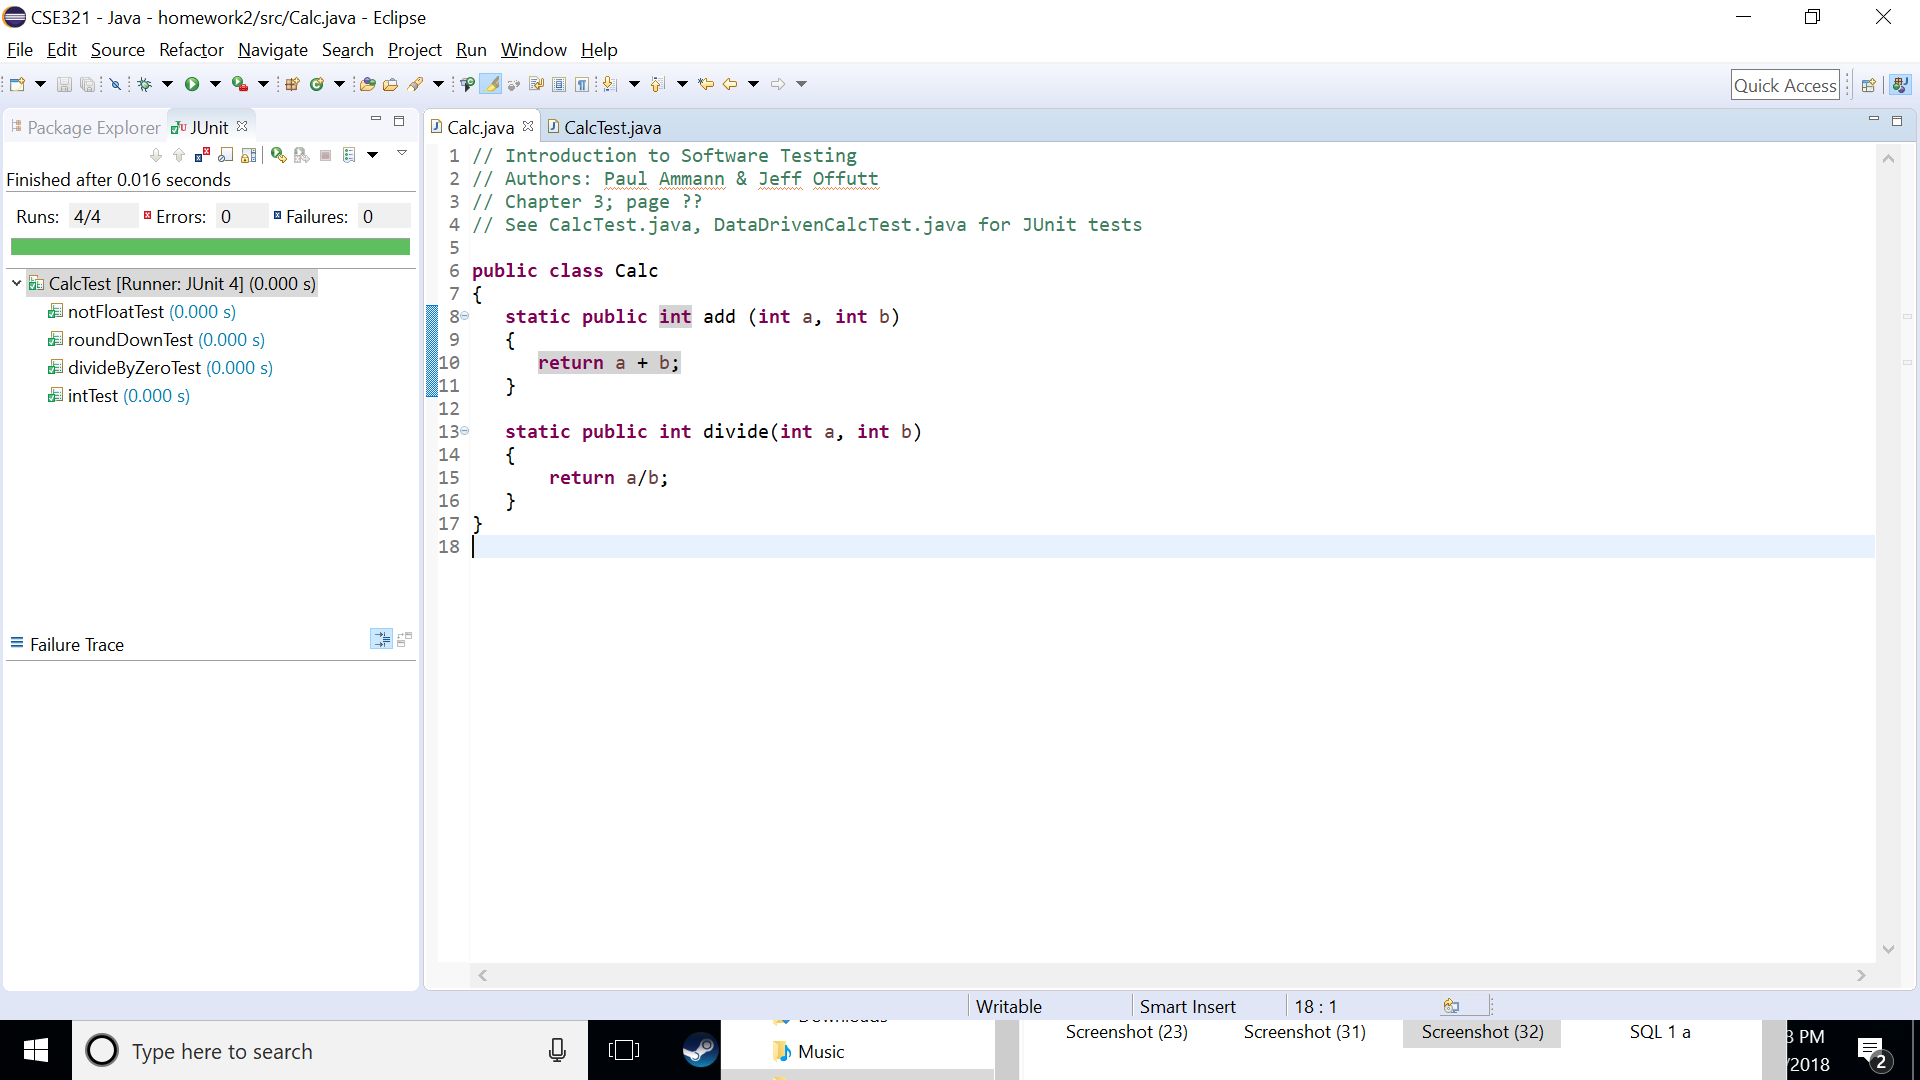 CSE321 - Java - homework2/src/Calc.java - Eclipse
File Edit Source Refactor Navigate Search Project Run Window Help
Quick Access
Package Explorer JUnit
Finished after 0.016 seconds
Runs: 4/4 Errors: 0 Failures: 0
CalcTest [Runner: JUnit 4] (0.000 s)
notFloatTest (0.000 s)
roundDownTest (0.000 s)
divideByZeroTest (0.000 s)
intTest (0.000 s)
Failure Trace
Calc.java CalcTest.java
1 // Introduction to Software Testing
2 // Authors: Paul Ammann & Jeff Offutt
3 // Chapter 3; page ??
4 // See CalcTest.java, DataDrivenCalcTest.java for JUnit tests
5
6 public class Calc
7 {
8 static public int add (int a, int b)
9 {
10 return a + b;
11 }
12
13 static public int divide(int a, int b)
14 {
15 return a/b;
16 }
17 }
18
Writable Smart Insert 18 : 1
Type here to search
Music
Screenshot (23) Screenshot (31) Screenshot (32) SQL 1 a
PM
/2018
2